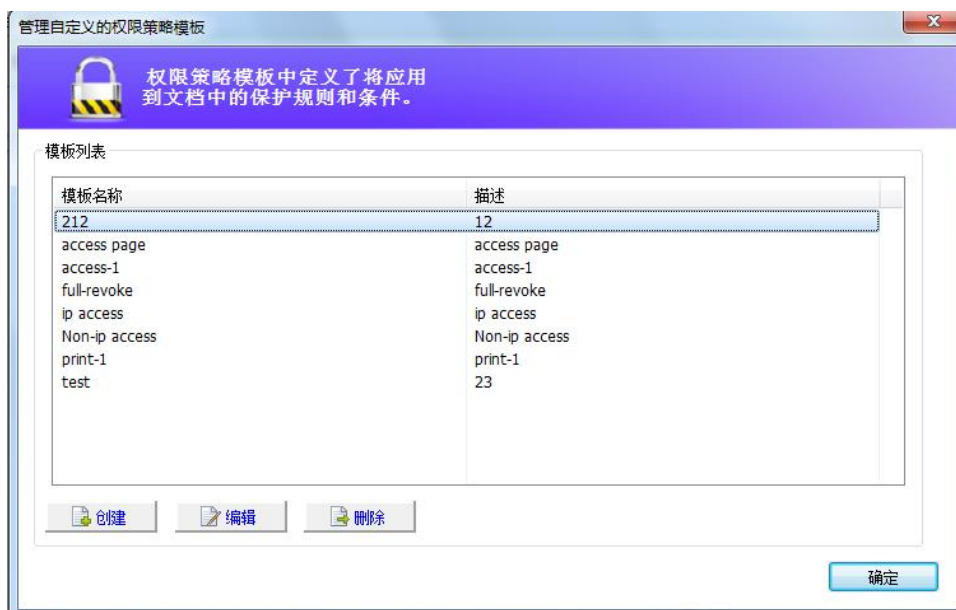 管理自定义的权限策略模板
权限策略模板中定义了将应用
到文档中的保护规则和条件。
模板列表
模板名称 描述
212 12
access page access page
access-1 access-1
full-revoke full-revoke
ip access ip access
Non-ip access Non-ip access
print-1 print-1
test 23
创建 编辑 删除
确定